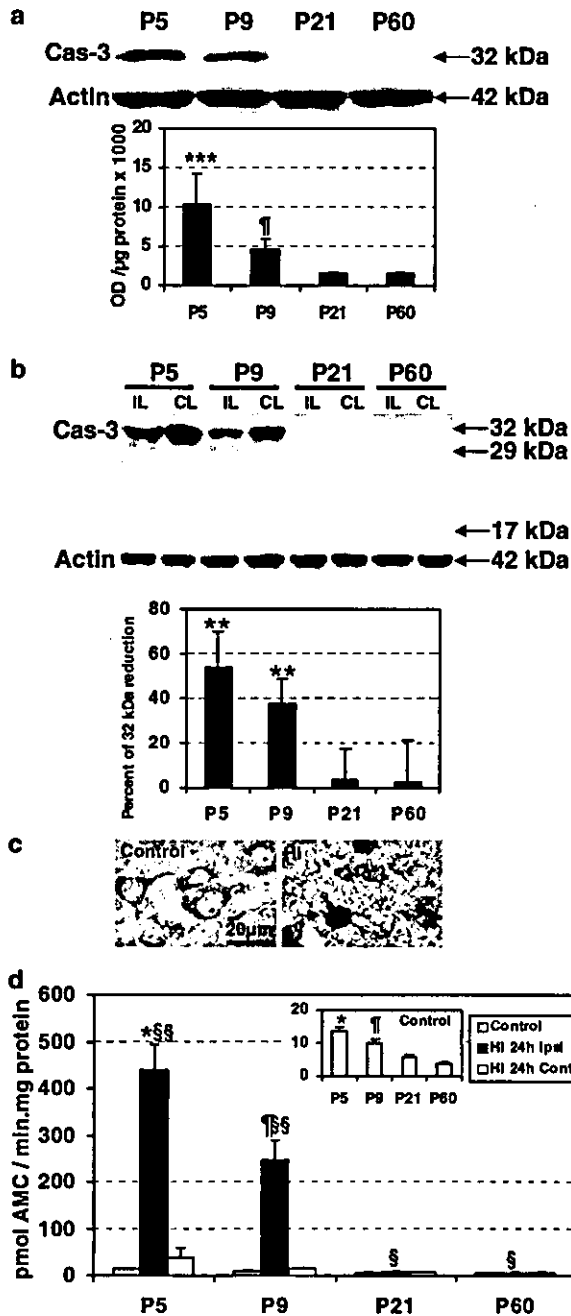 a
P5 P9 P21 P60
Cas-3 32 kDa
Actin 42 kDa
OD /µg protein x 1000
20
15
10
5
0
***
¶
P5 P9 P21 P60
b
P5 P9 P21 P60
IL CL IL CL IL CL IL CL
Cas-3 32 kDa
29 kDa
17 kDa
Actin 42 kDa
Percent of 32 kDa reduction
80
60
40
20
0
** **
P5 P9 P21 P60
c
Control HI
20µm
d
pmol AMC / min.mg protein
600
500
400
300
200
100
0
*§§
¶§§
§ §
P5 P9 P21 P60
20
10
0
* ¶ Control
P5 P9 P21 P60
Control
HI 24h Ipsi
HI 24h Cont